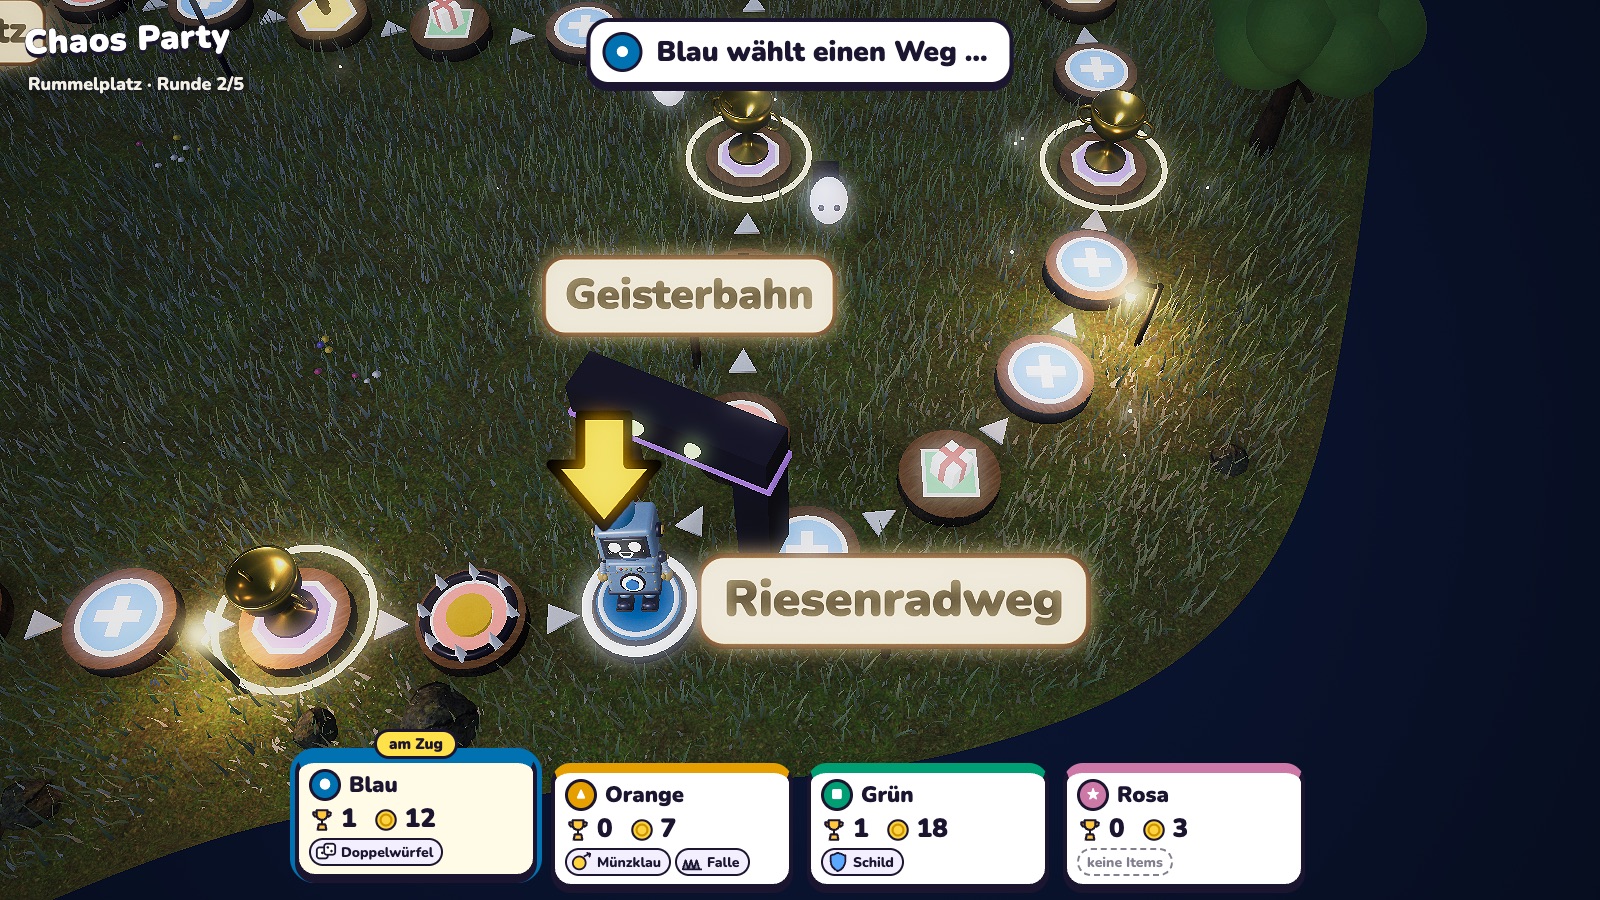 tz
Chaos Party
Rummelplatz · Runde 2/5
Blau wählt einen Weg ...
Geisterbahn
Riesenradweg
am Zug
Blau
1 12
Doppelwürfel
Orange
0 7
Münzklau Falle
Grün
1 18
Schild
Rosa
0 3
keine Items